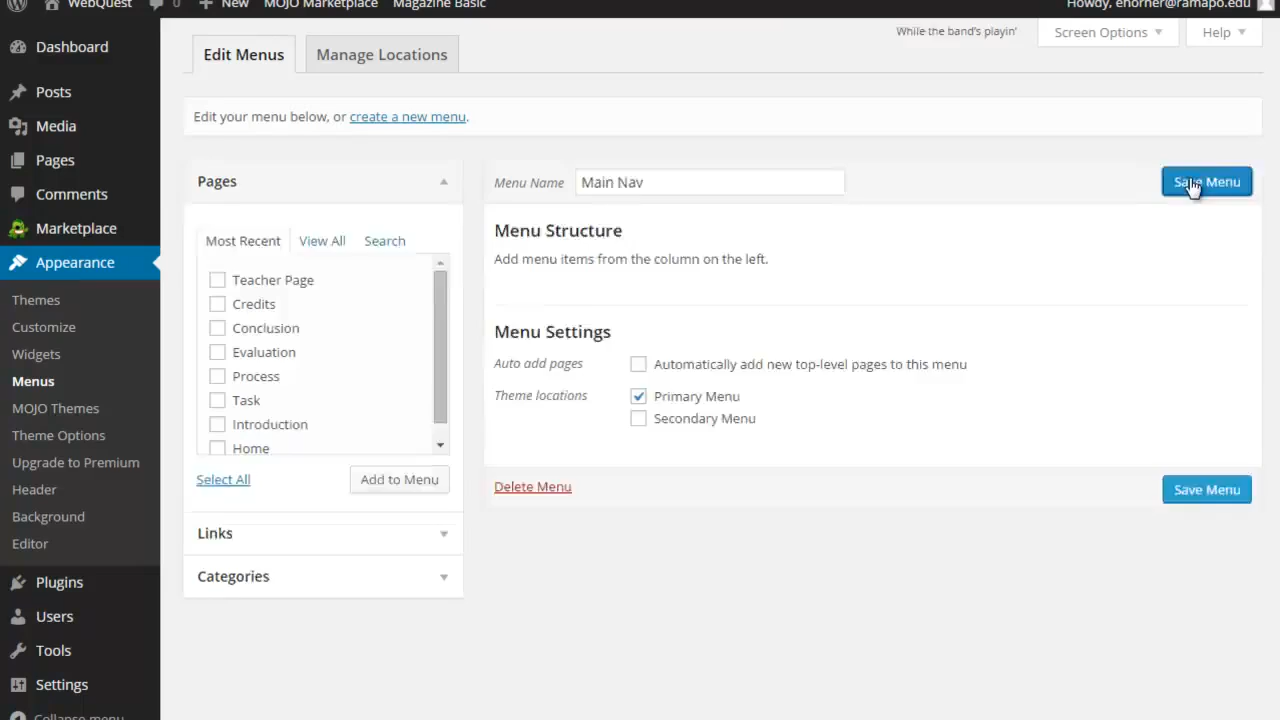 WebQuest 0 New MOJO Marketplace Magazine Basic Howdy, ehorner@ramapo.edu
Dashboard
Posts
Media
Pages
Comments
Marketplace
Appearance
Themes
Customize
Widgets
Menus
MOJO Themes
Theme Options
Upgrade to Premium
Header
Background
Editor
Plugins
Users
Tools
Settings
Collapse menu
While the band's playin'
Screen Options
Help
Edit Menus
Manage Locations
Edit your menu below, or create a new menu.
Pages
Most Recent View All Search
Teacher Page
Credits
Conclusion
Evaluation
Process
Task
Introduction
Home
Select All
Add to Menu
Links
Categories
Menu Name Main Nav
Save Menu
Menu Structure
Add menu items from the column on the left.
Menu Settings
Auto add pages Automatically add new top-level pages to this menu
Theme locations Primary Menu
Secondary Menu
Delete Menu
Save Menu